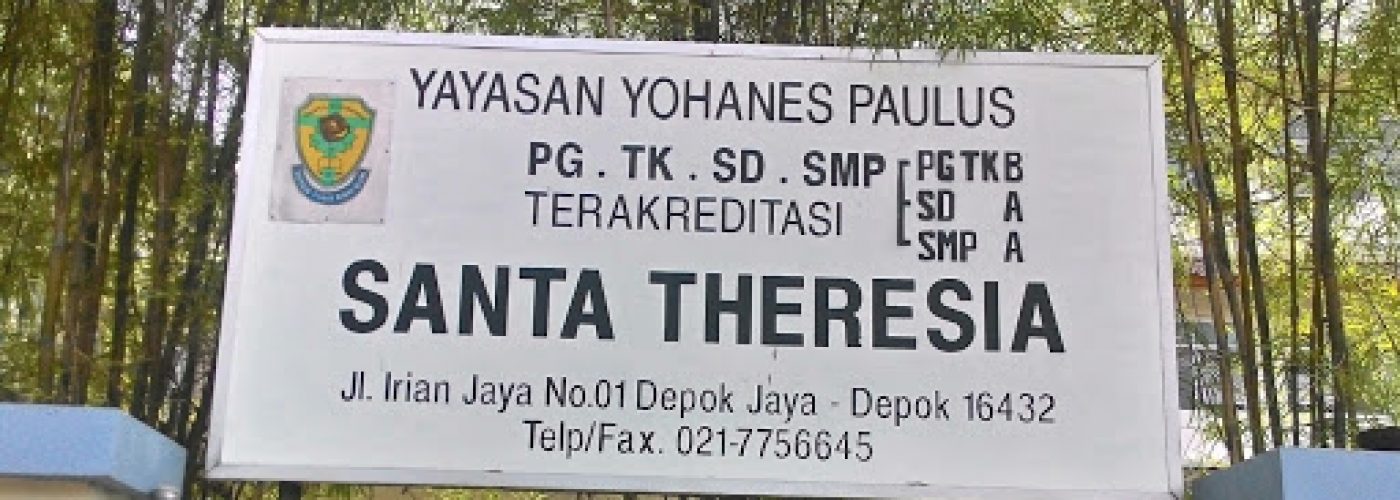 YAYASAN YOHANES PAULUS
PG . TK . SD . SMP
TERAKREDITASI
PG TK B
SD A
SMP A
SANTA THERESIA
Jl. Irian Jaya No.01 Depok Jaya - Depok 16432
Telp/Fax. 021-7756645